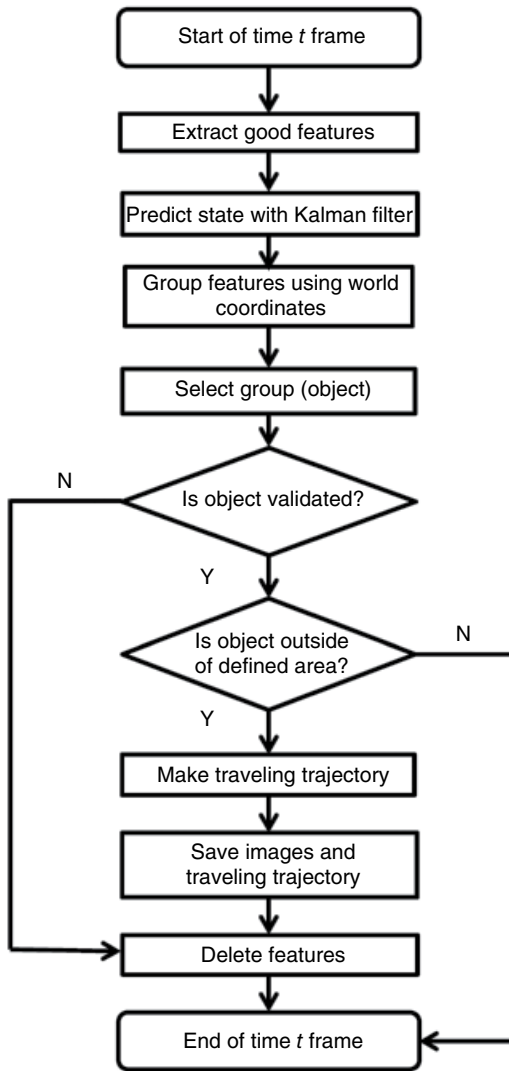 Start of time t frame
Extract good features
Predict state with Kalman filter
Group features using world
coordinates
Select group (object)
N
Is object validated?
Y
Is object outside
of defined area?
N
Y
Make traveling trajectory
Save images and
traveling trajectory
Delete features
End of time t frame